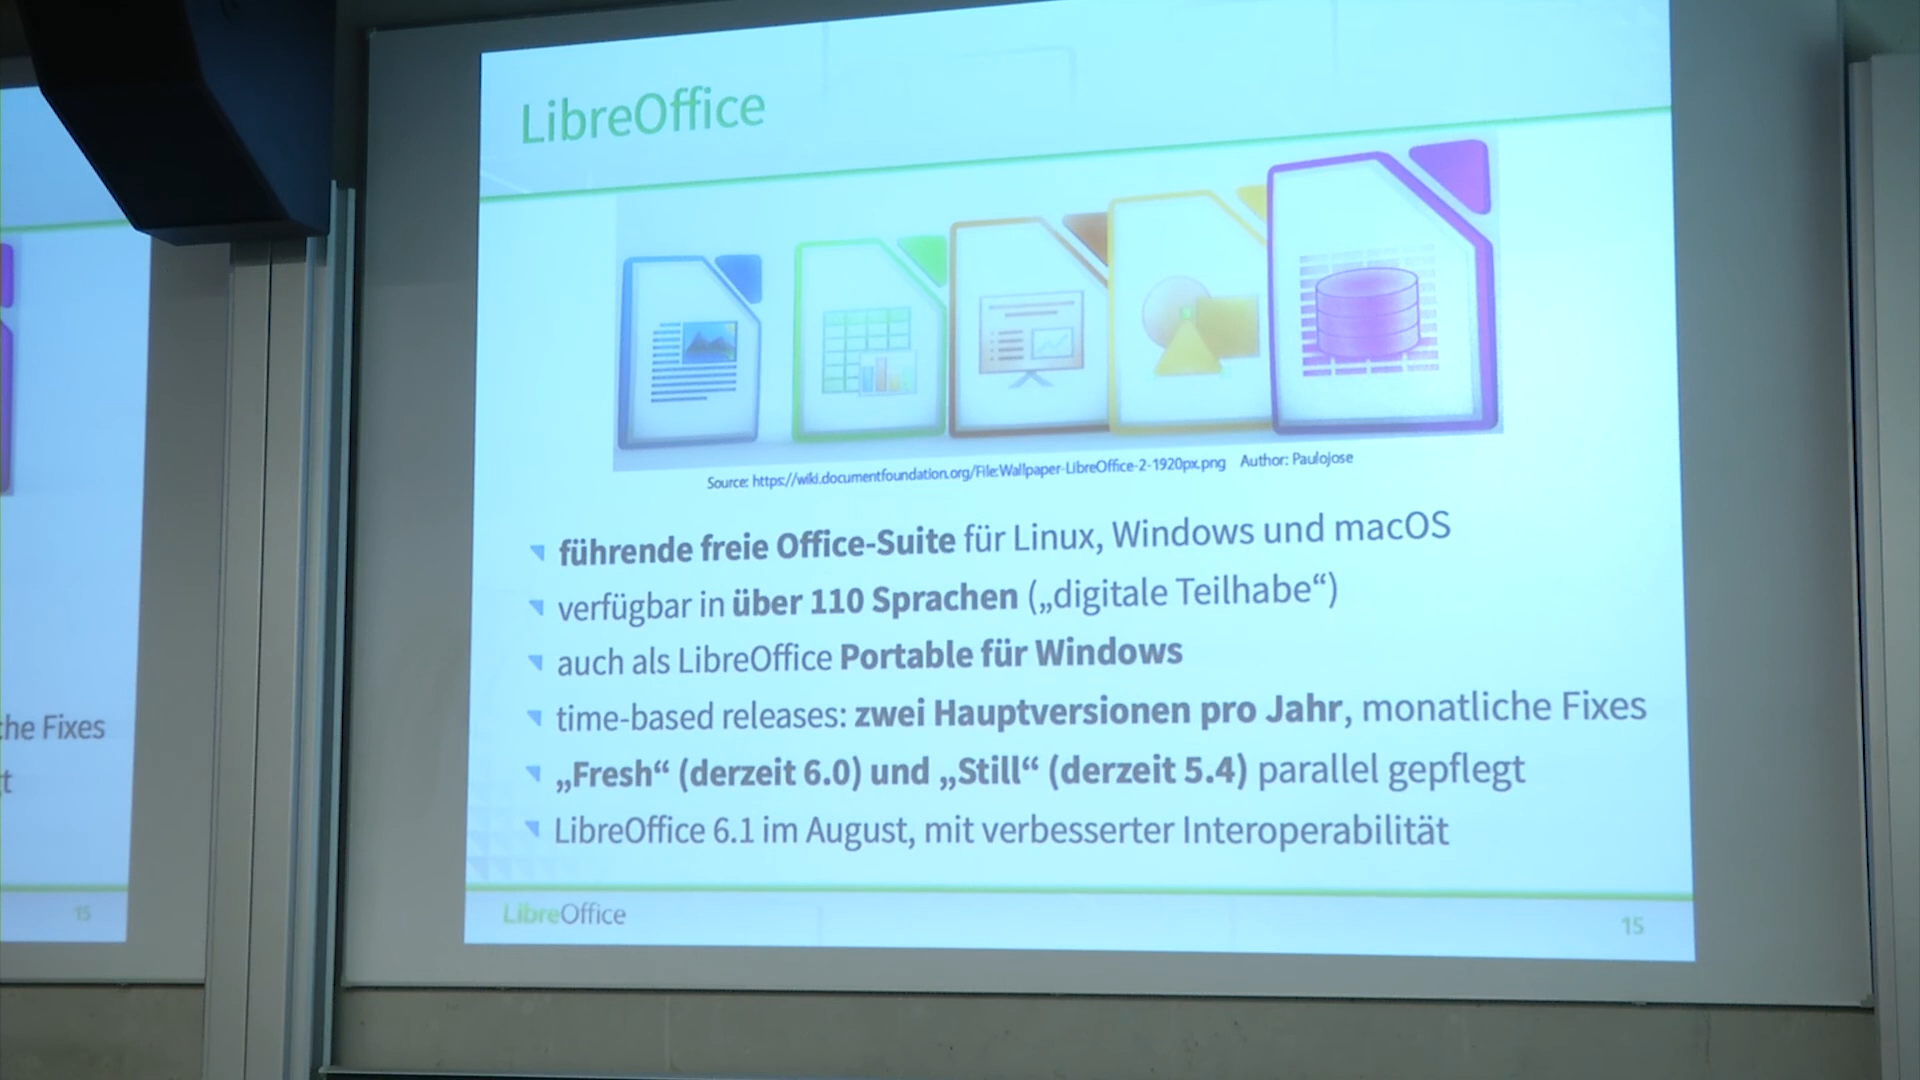 LibreOffice
Source: https://wiki.documentfoundation.org/File:Wallpaper-LibreOffice-2-1920px.png Author: Paulojose
führende freie Office-Suite für Linux, Windows und macOS
verfügbar in über 110 Sprachen („digitale Teilhabe“)
auch als LibreOffice Portable für Windows
time-based releases: zwei Hauptversionen pro Jahr, monatliche Fixes
„Fresh“ (derzeit 6.0) und „Still“ (derzeit 5.4) parallel gepflegt
LibreOffice 6.1 im August, mit verbesserter Interoperabilität
LibreOffice
15
che Fixes
t
15